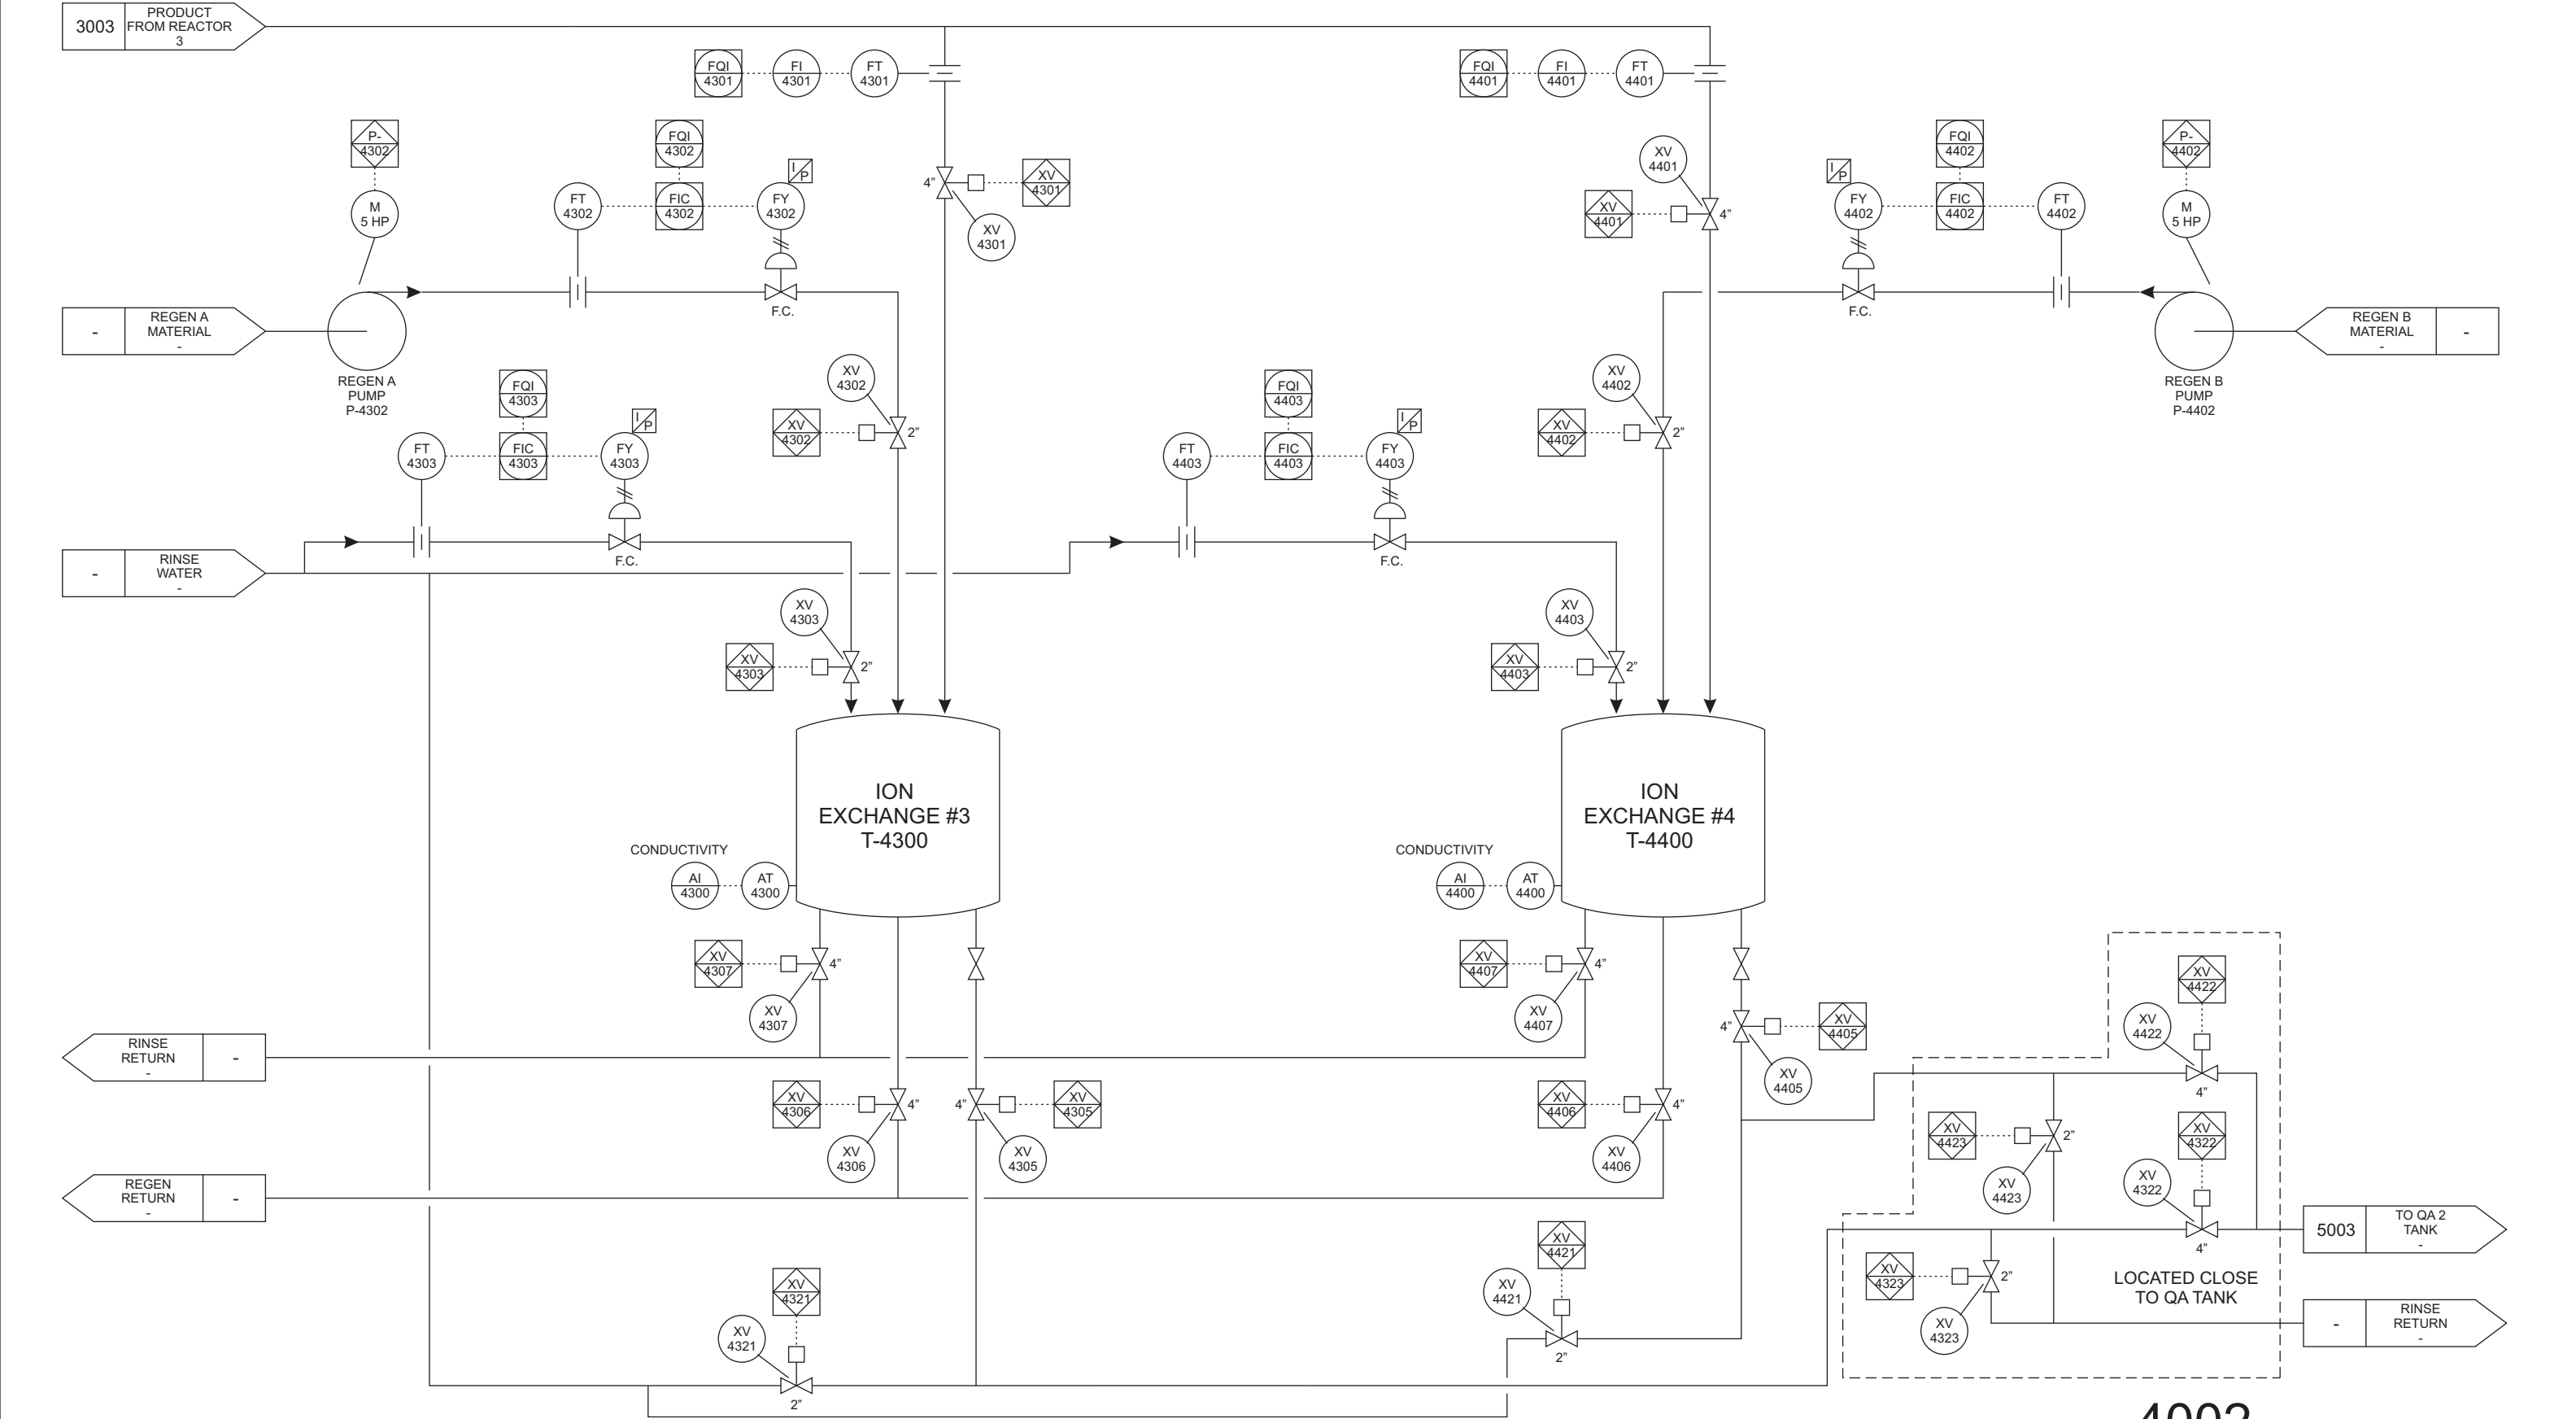 3003
PRODUCT
FROM REACTOR
3
FQI
4301
FI
4301
FT
4301
FQI
4401
FI
4401
FT
4401
P-
4302
M
5 HP
FQI
4302
FT
4302
FIC
4302
FY
4302
I/P
4"
XV
4301
XV
4301
XV
4401
XV
4401
4"
I/P
FY
4402
FQI
4402
FIC
4402
FT
4402
P-
4402
M
5 HP
F.C.
F.C.
-
REGEN A
MATERIAL
-
REGEN A
PUMP
P-4302
REGEN B
MATERIAL
-
-
REGEN B
PUMP
P-4402
FQI
4303
FT
4303
FIC
4303
FY
4303
I/P
F.C.
XV
4302
XV
4302
2"
FQI
4403
FT
4403
FIC
4403
FY
4403
I/P
F.C.
XV
4402
XV
4402
2"
-
RINSE
WATER
-
XV
4303
XV
4303
2"
XV
4403
XV
4403
2"
ION
EXCHANGE #3
T-4300
ION
EXCHANGE #4
T-4400
CONDUCTIVITY
AI
4300
AT
4300
CONDUCTIVITY
AI
4400
AT
4400
XV
4307
4"
XV
4307
XV
4407
4"
XV
4407
4"
XV
4405
XV
4405
XV
4422
XV
4422
4"
RINSE
RETURN
-
-
XV
4306
4"
XV
4306
4"
XV
4305
XV
4305
XV
4406
4"
XV
4406
XV
4423
2"
XV
4423
XV
4322
XV
4322
4"
REGEN
RETURN
-
-
5003
TO QA 2
TANK
-
XV
4321
XV
4321
2"
XV
4421
XV
4421
2"
XV
4323
2"
XV
4323
LOCATED CLOSE
TO QA TANK
-
RINSE
RETURN
-
4002